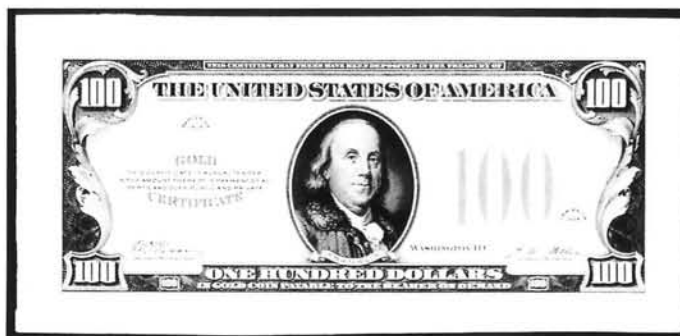 THIS CERTIFIES THAT THERE HAVE BEEN DEPOSITED IN THE TREASURY OF
100 THE UNITED STATES OF AMERICA 100
GOLD
CERTIFICATE
100
WASHINGTON, D.C.
100 ONE HUNDRED DOLLARS 100
IN GOLD COIN PAYABLE TO THE BEARER ON DEMAND